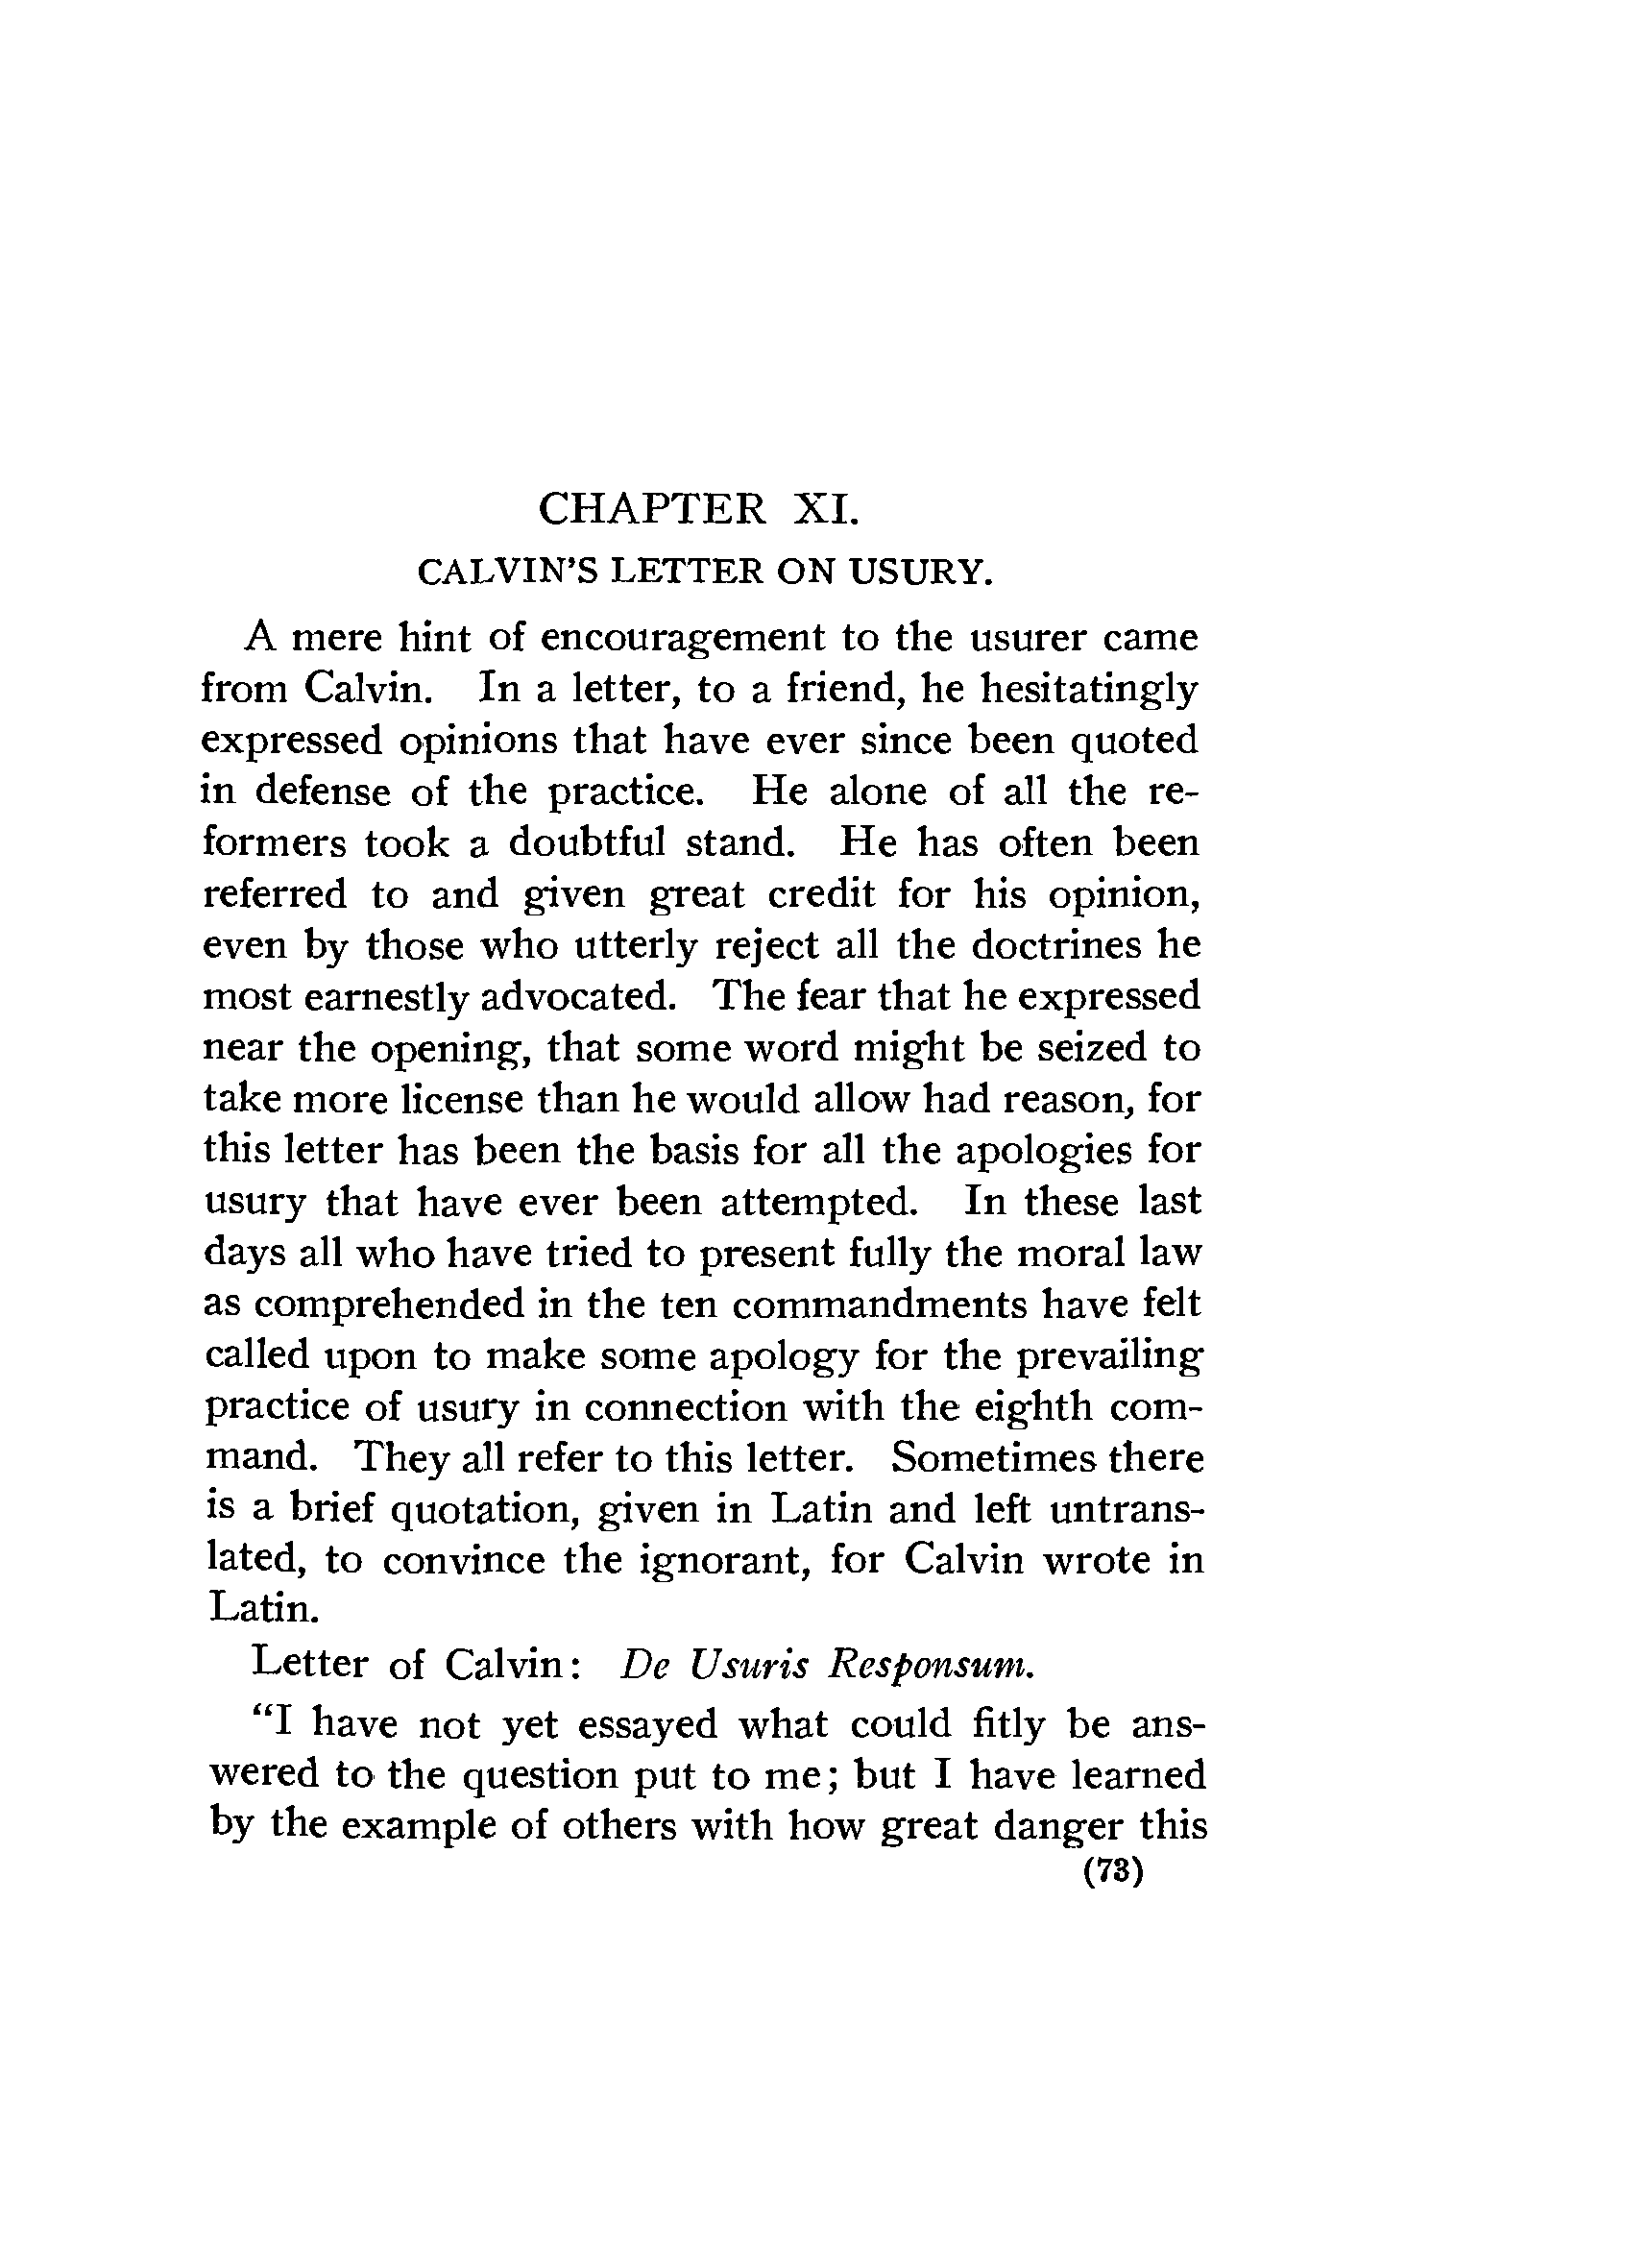 CHAPTER XI.
CALVIN'S LETTER ON USURY.
A mere hint of encouragement to the usurer came
from Calvin. In a letter, to a friend, he hesitatingly
expressed opinions that have ever since been quoted
in defense of the practice. He alone of all the re-
formers took a doubtful stand. He has often been
referred to and given great credit for his opinion,
even by those who utterly reject all the doctrines he
most earnestly advocated. The fear that he expressed
near the opening, that some word might be seized to
take more license than he would allow had reason, for
this letter has been the basis for all the apologies for
usury that have ever been attempted. In these last
days all who have tried to present fully the moral law
as comprehended in the ten commandments have felt
called upon to make some apology for the prevailing
practice of usury in connection with the eighth com-
mand. They all refer to this letter. Sometimes there
is a brief quotation, given in Latin and left untrans-
lated, to convince the ignorant, for Calvin wrote in
Latin.
Letter of Calvin: De Usuris Responsum.
"I have not yet essayed what could fitly be ans-
wered to the question put to me; but I have learned
by the example of others with how great danger this
(73)